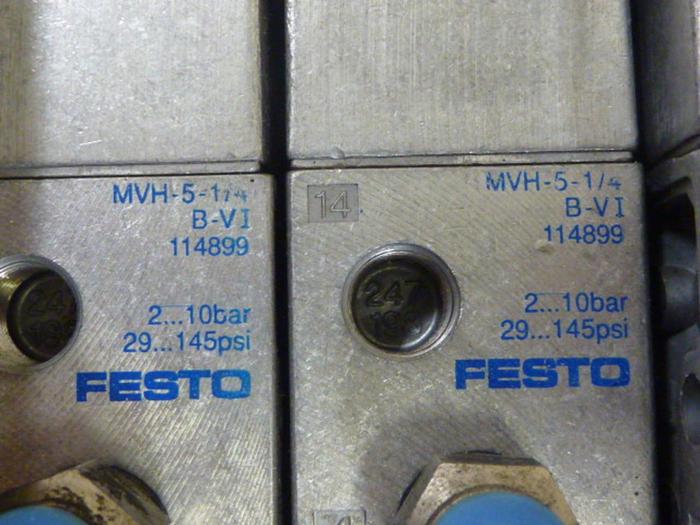 MVH-5-1/4
B-VI
114899
2...10bar
29...145psi
FESTO
14
MVH-5-1/4
B-VI
114899
247
2...10bar
29...145psi
FESTO